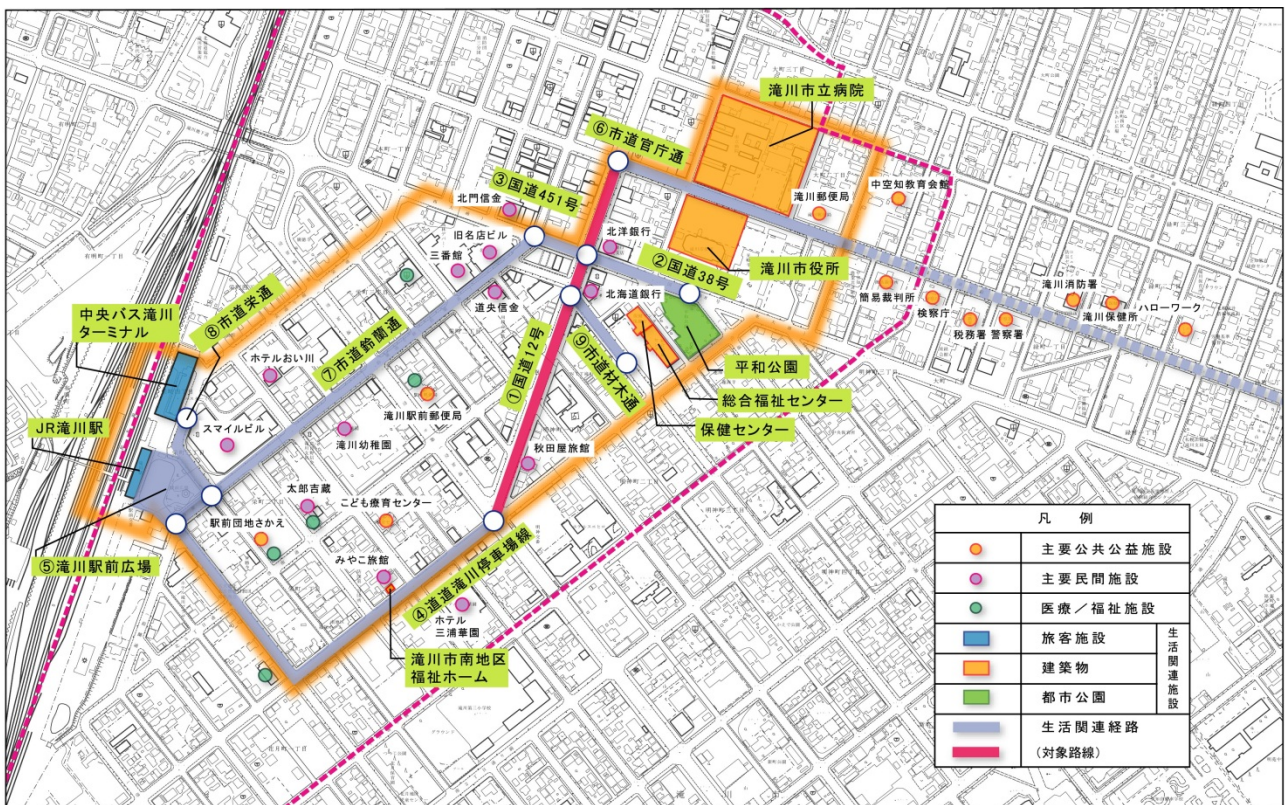 滝川市立病院
⑥市道官庁通
③国道451号
北門信金
滝川郵便局
中空知教育会館
旧名店ビル
三番館
北洋銀行
②国道38号
滝川市役所
道央信金
北海道銀行
簡易裁判所
検察庁
税務署
警察署
滝川消防署
滝川保健所
ハローワーク
中央バス滝川
ターミナル
⑧市道栄通
ホテルおい川
⑦市道鈴蘭通
①国道12号
⑨市道材木通
平和公園
総合福祉センター
保健センター
滝川駅前郵便局
JR滝川駅
スマイルビル
滝川幼稚園
秋田屋旅館
太郎吉蔵
こども療育センター
駅前団地さかえ
⑤滝川駅前広場
みやこ旅館
④道道滝川停車場線
ホテル
三浦華園
滝川市南地区
福祉ホーム
凡例
主要公共公益施設
主要民間施設
医療／福祉施設
旅客施設
建築物
都市公園
生活関連施設
生活関連経路
(対象路線)